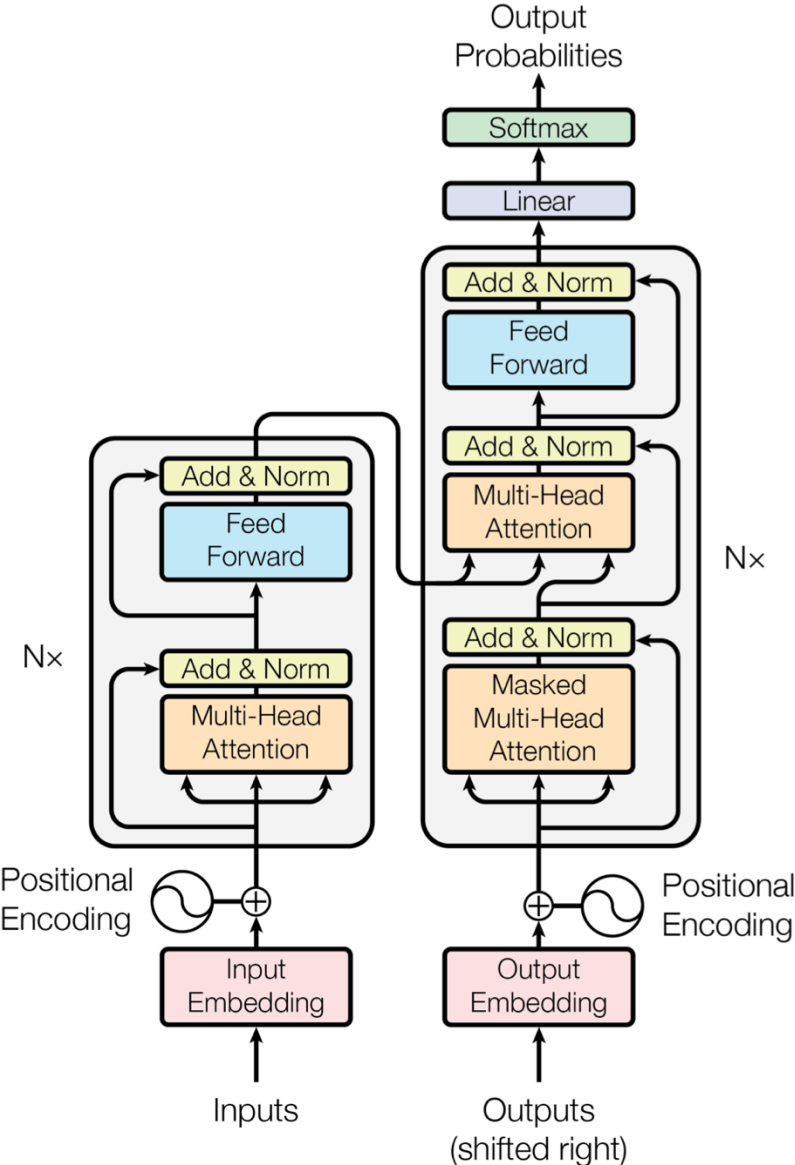 Output
Probabilities
Softmax
Linear
Add & Norm
Feed
Forward
Add & Norm
Multi-Head
Attention
Add & Norm
Masked
Multi-Head
Attention
N×
Add & Norm
Feed
Forward
Add & Norm
Multi-Head
Attention
N×
Positional
Encoding
Positional
Encoding
Input
Embedding
Output
Embedding
Inputs
Outputs
(shifted right)